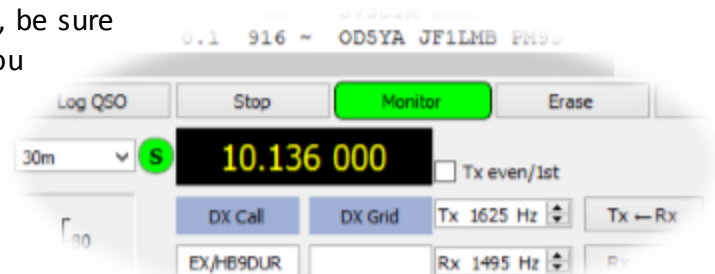 , be sure
ou
0.1 916 ~ OD5YA JF1LMB PM95
Log QSO Stop Monitor Erase
30m S 10.136 000 Tx even/1st
DX Call DX Grid Tx 1625 Hz Tx ← Rx
-80
EX/HB9DUR Rx 1495 Hz